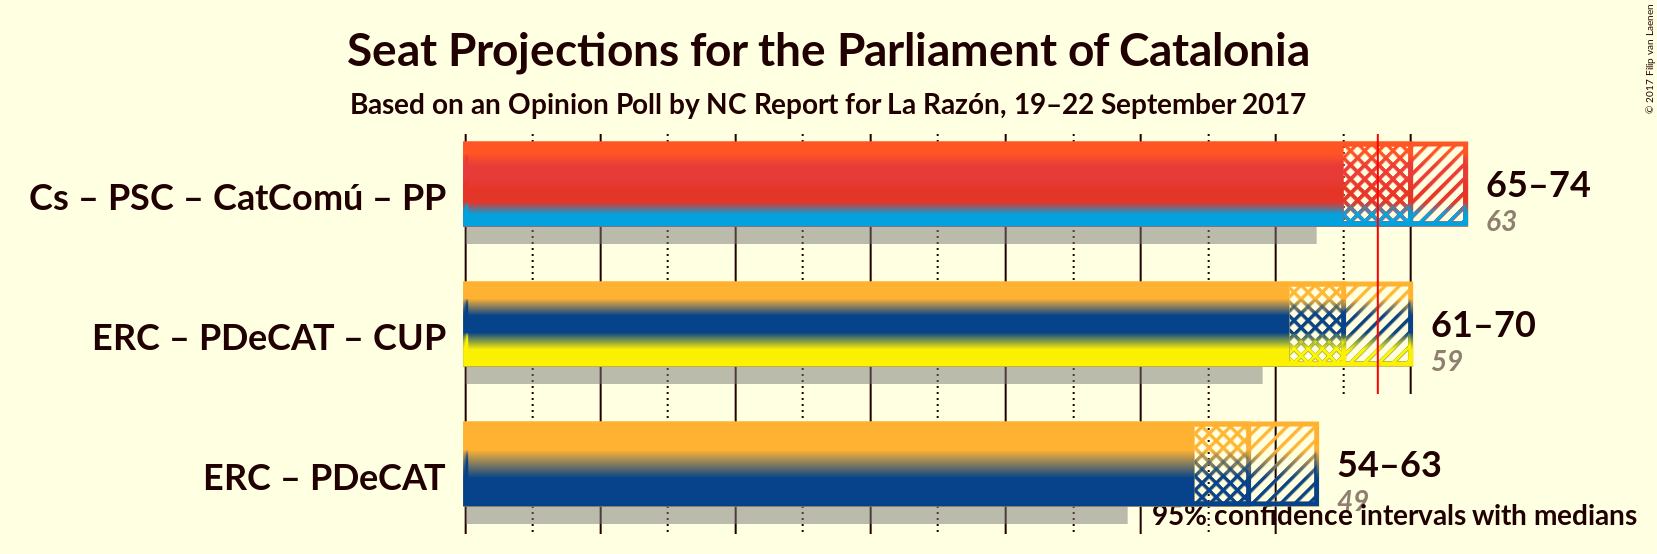 Seat Projections for the Parliament of Catalonia
Based on an Opinion Poll by NC Report for La Razón, 19–22 September 2017
© 2017 Filip van Laenen
Cs – PSC – CatComú – PP
65–74
63
ERC – PDeCAT – CUP
61–70
59
ERC – PDeCAT
54–63
49
95% confidence intervals with medians